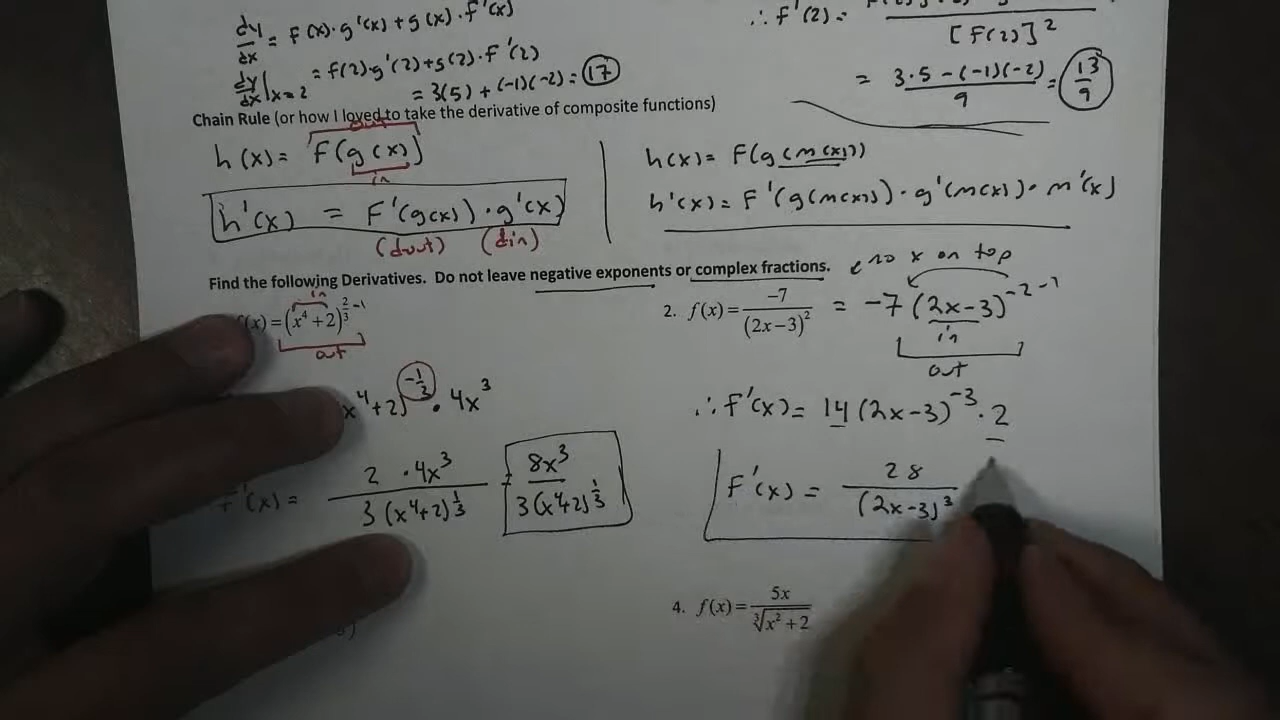 dy/dx = F(x)·g'(x) + g(x)·F'(x)
dy/dx|x=2 = F(2)g'(2)+g(2)·F'(2)
= 3(5) + (-1)(-2) = 17
∴ f'(2) =
[F(2)]²
= 3·5-(-1)(-2) / 9 = 13/9
Chain Rule (or how I loved to take the derivative of composite functions)
out
h(x) = F(g(x))
in
h'(x) = F'(g(x))·g'(x)
(dout) (din)
h(x) = F(g(m(x)))
h'(x) = F'(g(m(x)))·g'(m(x))·m'(x)
Find the following Derivatives. Do not leave negative exponents or complex fractions.
no x on top
in
f(x) = (x⁴+2)^(2/3) -1
out
x⁴+2)^(-1/3) · 4x³
F'(x) = 2 · 4x³ / 3(x⁴+2)^(1/3) = 8x³ / 3(x⁴+2)^(1/3)
2. f(x) = -7 / (2x-3)² = -7(2x-3)^(-2-1)
in
out
∴ F'(x) = 14(2x-3)^(-3) · 2
F'(x) = 28 / (2x-3)³
4. f(x) = 5x / ∛(x²+2)